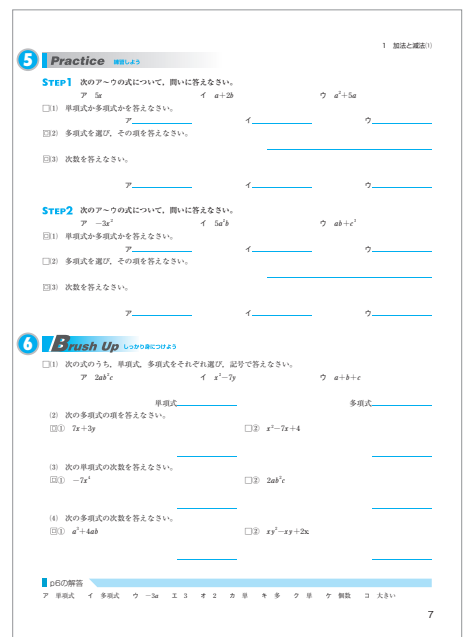 1 加法と減法(1)
5 Practice 練習しよう
STEP1 次のア～ウの式について，問いに答えなさい。
ア 5a イ a+2b ウ a²+5a
□(1) 単項式か多項式かを答えなさい。
ア イ ウ
□(2) 多項式を選び，その項を答えなさい。
□(3) 次数を答えなさい。
ア イ ウ
STEP2 次のア～ウの式について，問いに答えなさい。
ア −3x² イ 5a²b ウ ab+c²
□(1) 単項式か多項式かを答えなさい。
ア イ ウ
□(2) 多項式を選び，その項を答えなさい。
□(3) 次数を答えなさい。
ア イ ウ
6 Brush Up しっかり身につけよう
□(1) 次の式のうち，単項式，多項式をそれぞれ選び，記号で答えなさい。
ア 2ab²c イ x²−7y ウ a+b+c
単項式 多項式
(2) 次の多項式の項を答えなさい。
□① 7x+3y □② x²−7x+4
(3) 次の単項式の次数を答えなさい。
□① −7x⁴ □② 2ab²c
(4) 次の多項式の次数を答えなさい。
□① a²+4ab □② xy²−xy+2x
p6の解答
ア 単項式 イ 多項式 ウ −5a エ 3 オ 2 カ 単 キ 多 ク 単 ケ 個数 コ 大きい
7